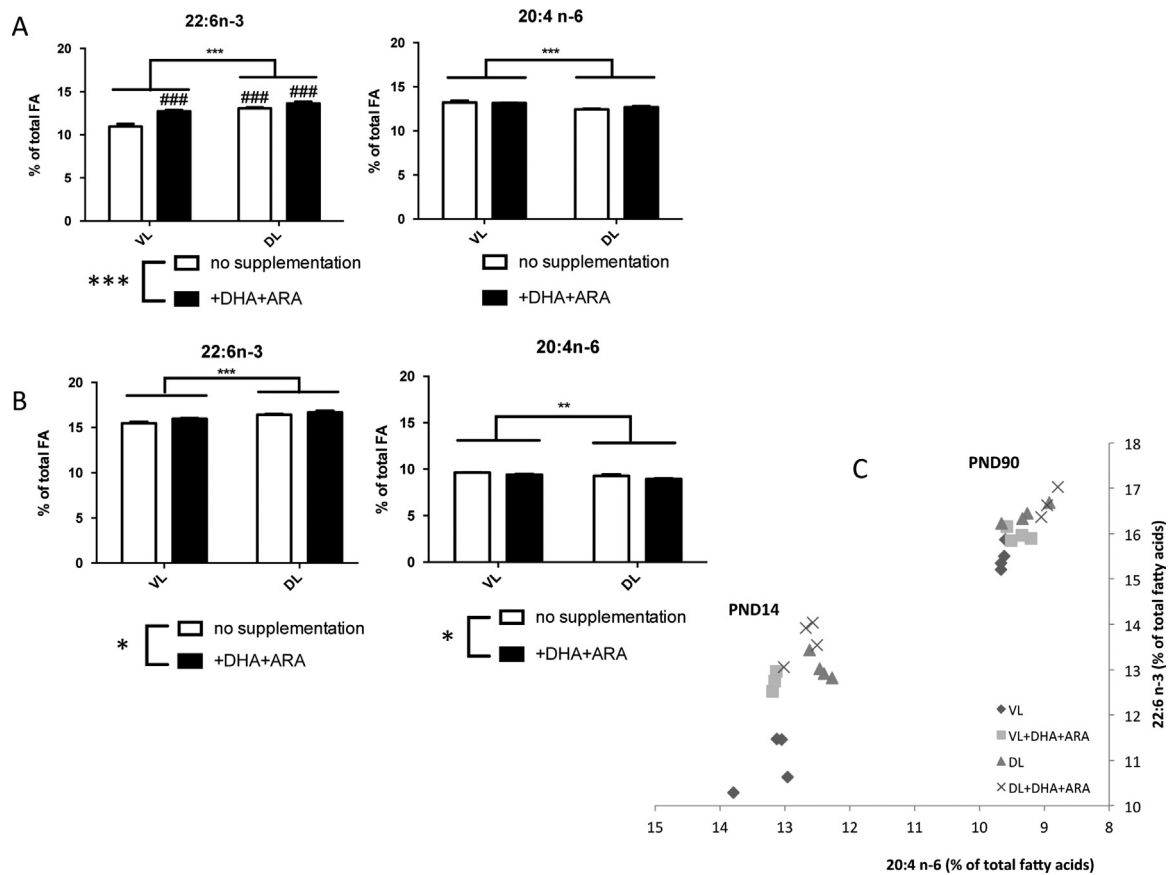 A
22:6n-3
% of total FA
20
15
10
5
0
***
###
###
###
VL
DL
***
no supplementation
+DHA+ARA
20:4 n-6
% of total FA
20
15
10
5
0
***
VL
DL
no supplementation
+DHA+ARA
B
22:6n-3
% of total FA
20
15
10
5
0
***
VL
DL
*
no supplementation
+DHA+ARA
20:4n-6
% of total FA
20
15
10
5
0
**
VL
DL
*
no supplementation
+DHA+ARA
C
PND90
PND14
18
17
16
15
14
13
12
11
10
22:6 n-3 (% of total fatty acids)
VL
VL+DHA+ARA
DL
DL+DHA+ARA
15 14 13 12 11 10 9 8
20:4 n-6 (% of total fatty acids)